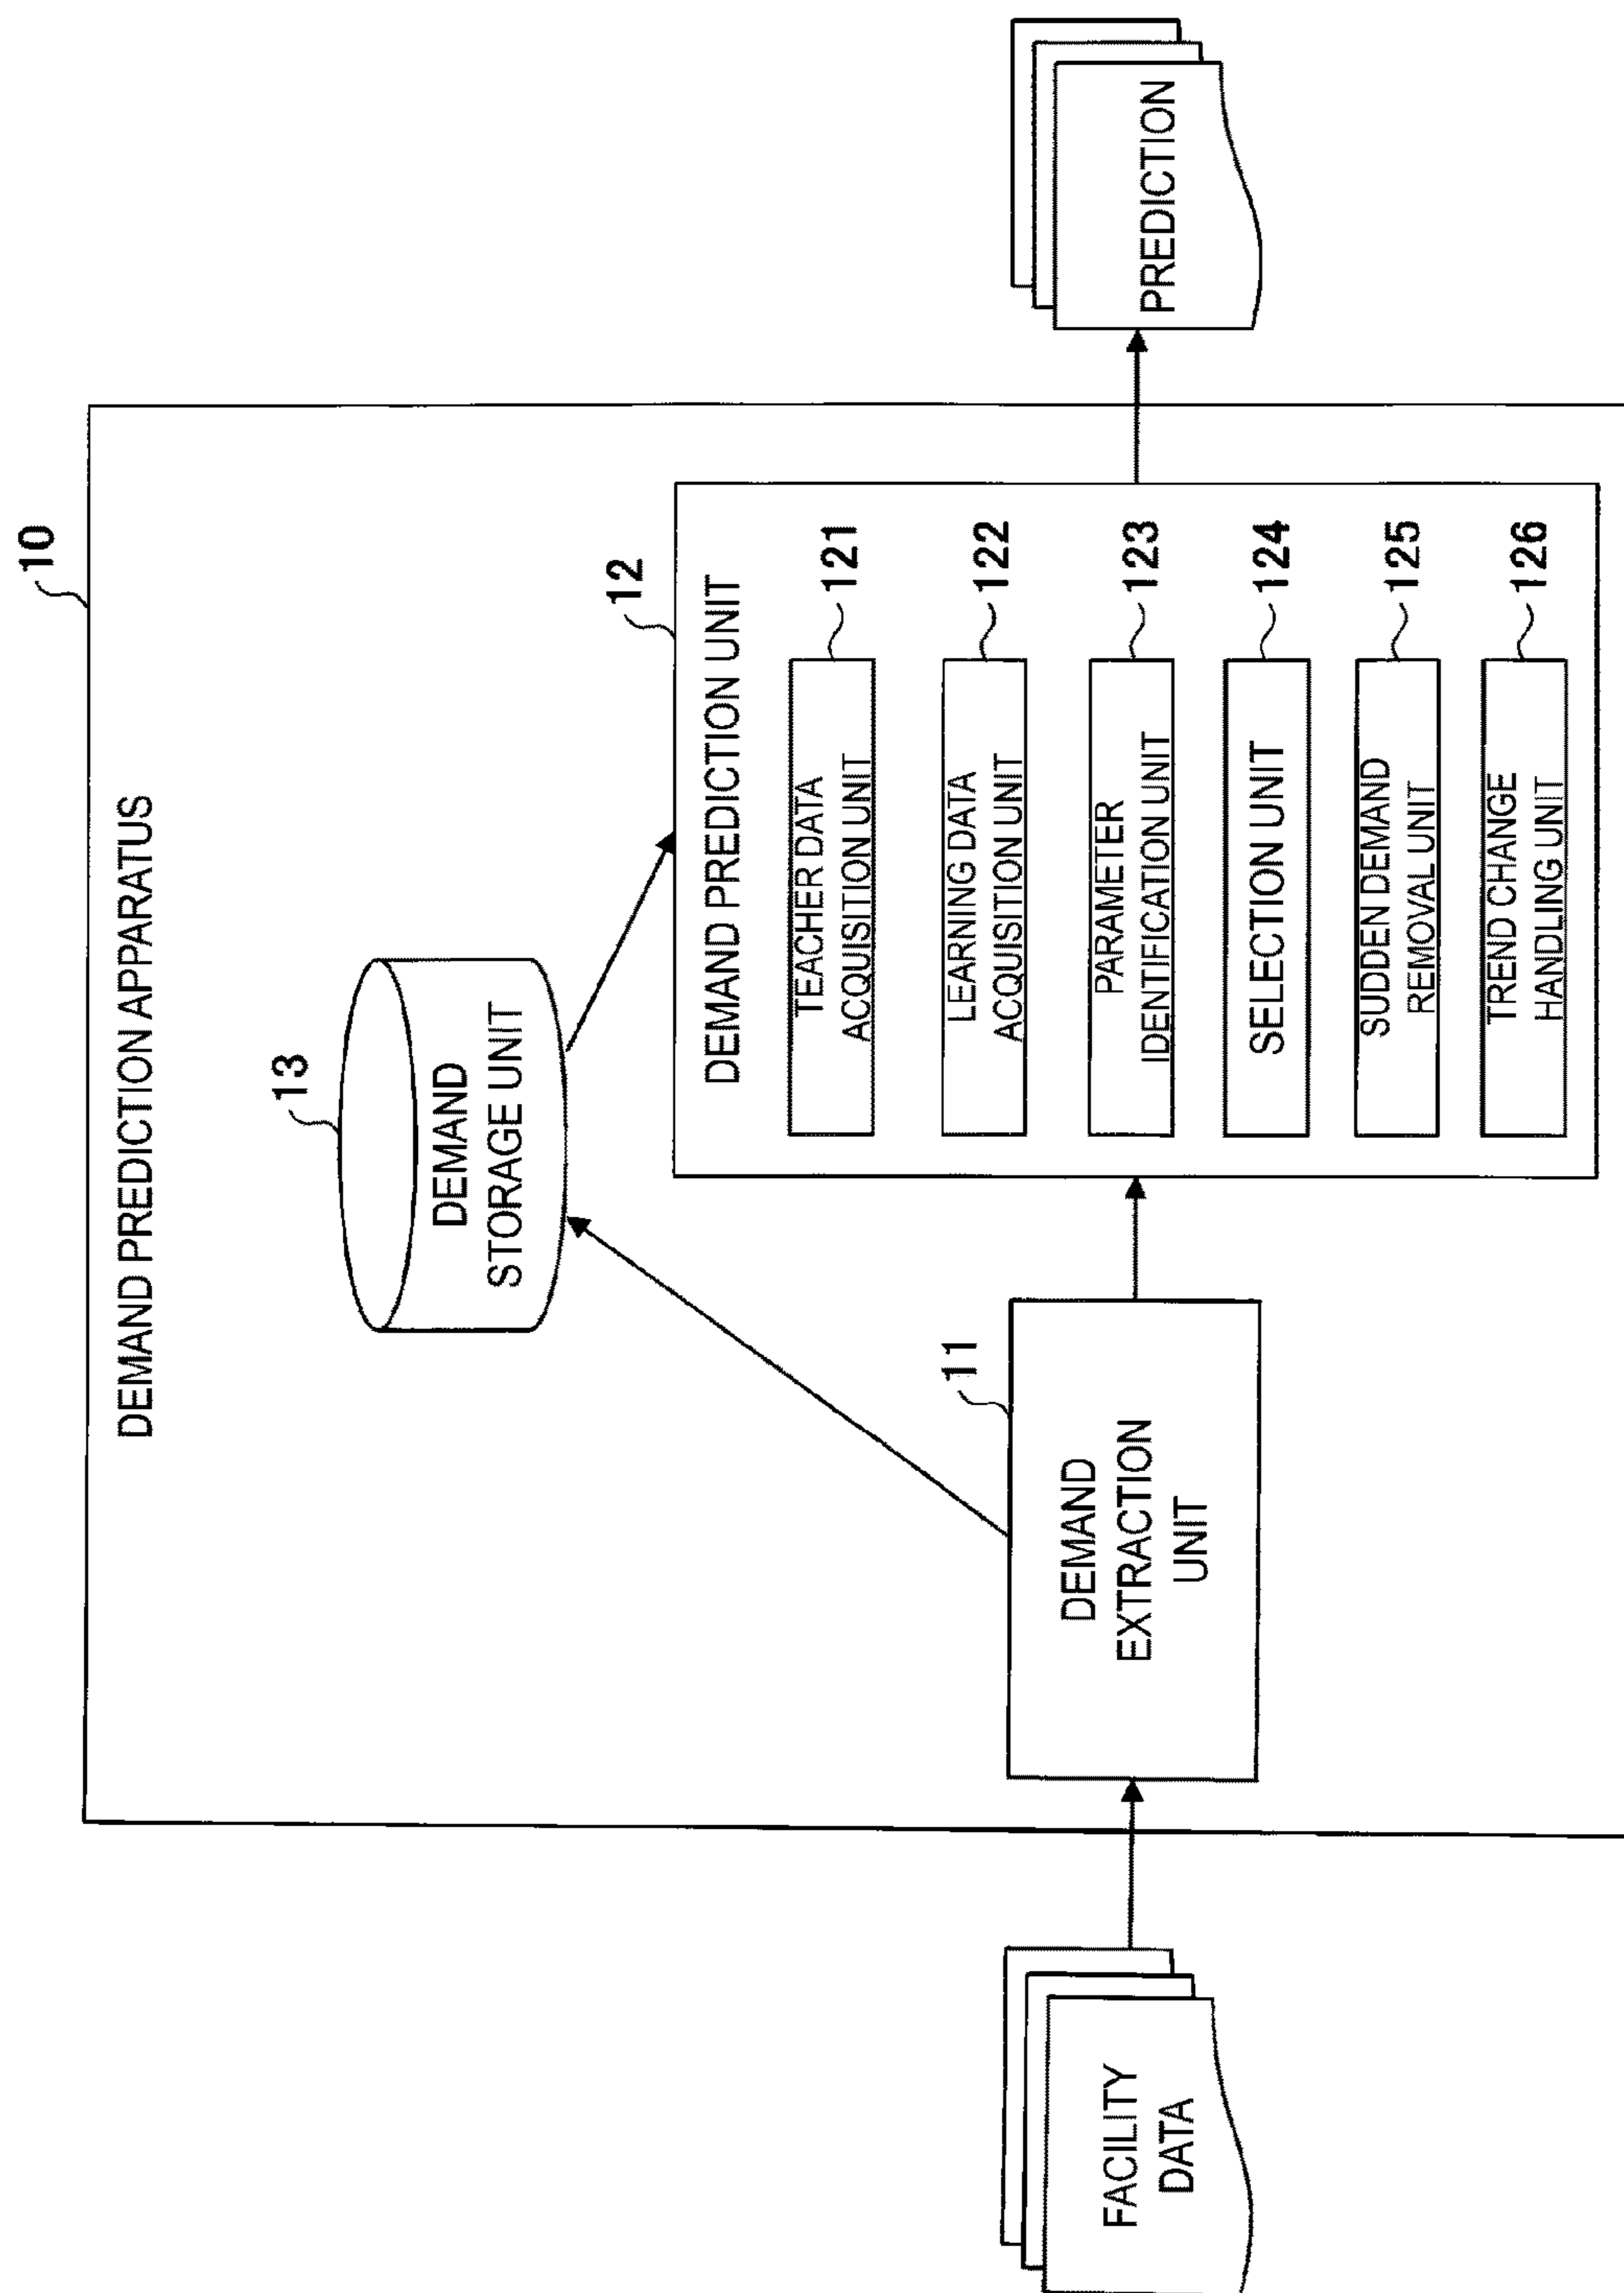 10
DEMAND PREDICTION APPARATUS
13
DEMAND
STORAGE UNIT
12
DEMAND PREDICTION UNIT
TEACHER DATA
ACQUISITION UNIT
121
LEARNING DATA
ACQUISITION UNIT
122
PARAMETER
IDENTIFICATION UNIT
123
SELECTION UNIT
124
SUDDEN DEMAND
REMOVAL UNIT
125
TREND CHANGE
HANDLING UNIT
126
11
DEMAND
EXTRACTION
UNIT
FACILITY
DATA
PREDICTION